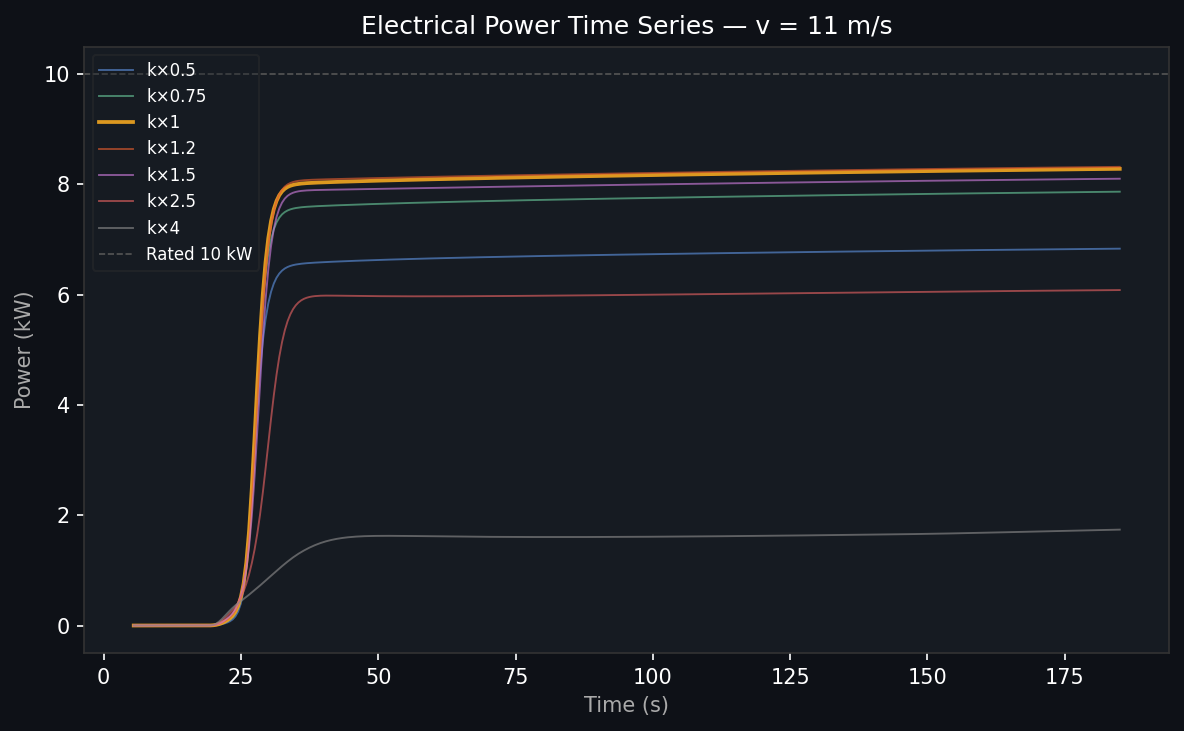 Electrical Power Time Series — v = 11 m/s
Power (kW)
10
8
6
4
2
0
k×0.5
k×0.75
k×1
k×1.2
k×1.5
k×2.5
k×4
Rated 10 kW
0 25 50 75 100 125 150 175
Time (s)